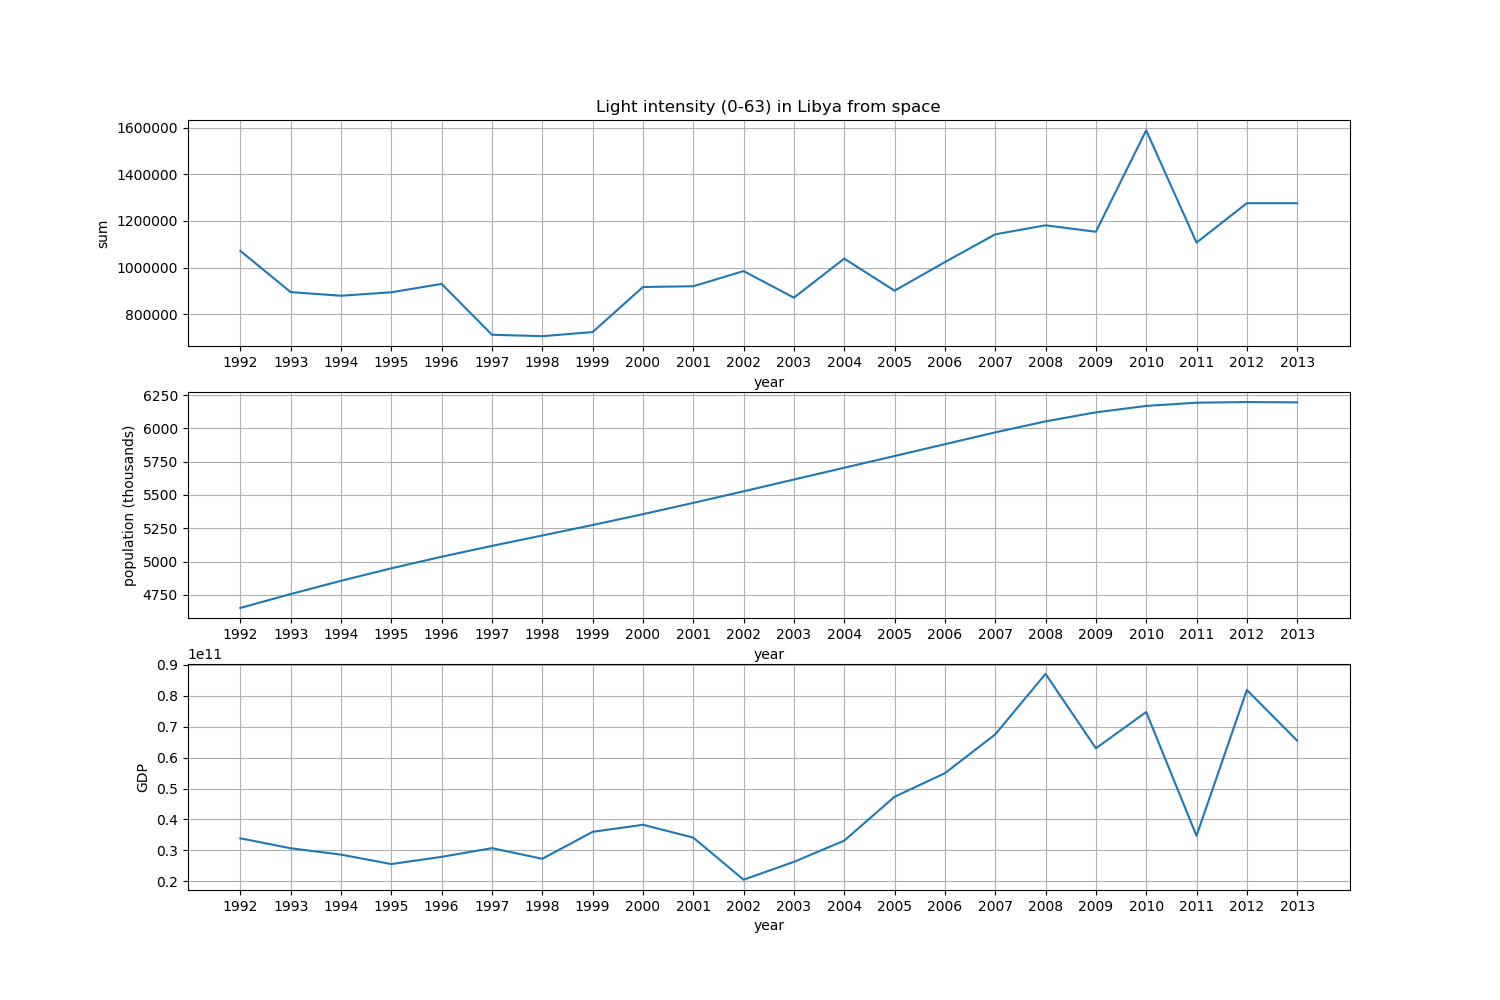 Light intensity (0-63) in Libya from space
1600000
1400000
1200000
1000000
800000
sum
1992 1993 1994 1995 1996 1997 1998 1999 2000 2001 2002 2003 2004 2005 2006 2007 2008 2009 2010 2011 2012 2013
year
6250
6000
5750
5500
5250
5000
4750
population (thousands)
1992 1993 1994 1995 1996 1997 1998 1999 2000 2001 2002 2003 2004 2005 2006 2007 2008 2009 2010 2011 2012 2013
year
1e11
0.9
0.8
0.7
0.6
0.5
0.4
0.3
0.2
GDP
1992 1993 1994 1995 1996 1997 1998 1999 2000 2001 2002 2003 2004 2005 2006 2007 2008 2009 2010 2011 2012 2013
year